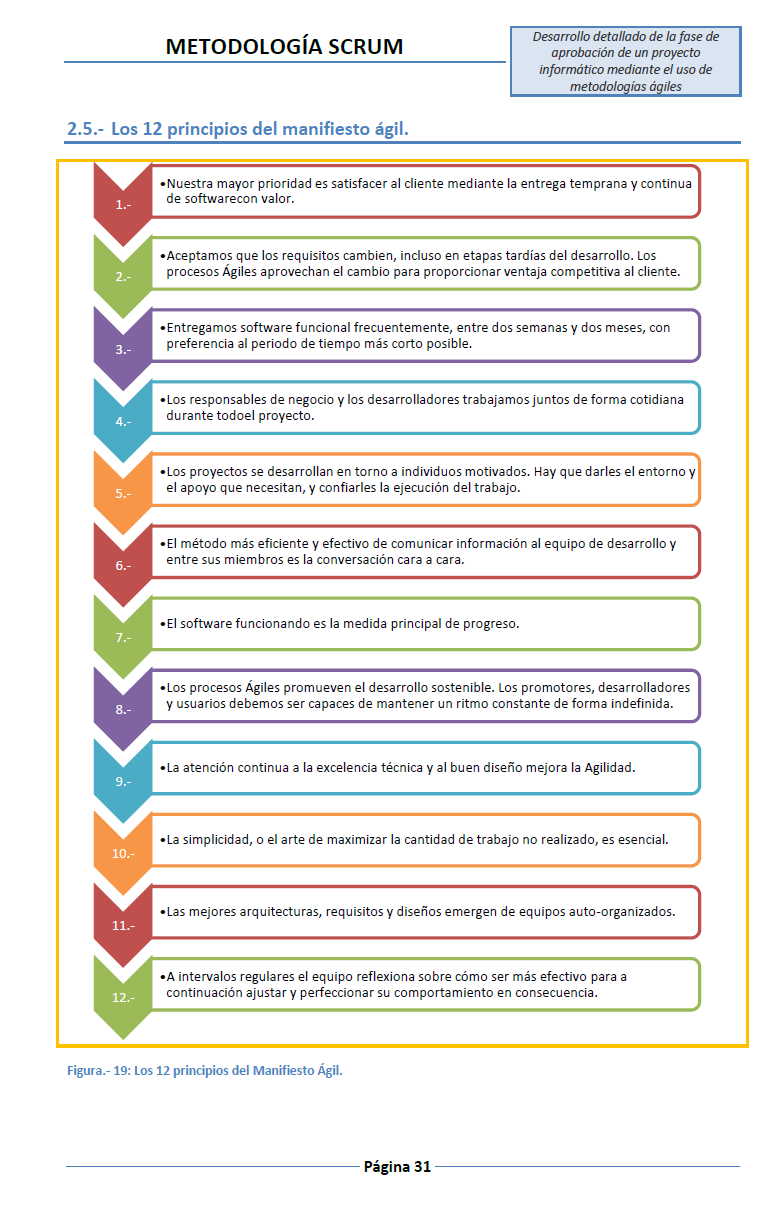 METODOLOGÍA SCRUM
Desarrollo detallado de la fase de
aprobación de un proyecto
informático mediante el uso de
metodologías ágiles
2.5.- Los 12 principios del manifiesto ágil.
1.-
•Nuestra mayor prioridad es satisfacer al cliente mediante la entrega temprana y continua
de softwarecon valor.
2.-
•Aceptamos que los requisitos cambien, incluso en etapas tardías del desarrollo. Los
procesos Ágiles aprovechan el cambio para proporcionar ventaja competitiva al cliente.
3.-
•Entregamos software funcional frecuentemente, entre dos semanas y dos meses, con
preferencia al periodo de tiempo más corto posible.
4.-
•Los responsables de negocio y los desarrolladores trabajamos juntos de forma cotidiana
durante todoel proyecto.
5.-
•Los proyectos se desarrollan en torno a individuos motivados. Hay que darles el entorno y
el apoyo que necesitan, y confiarles la ejecución del trabajo.
6.-
•El método más eficiente y efectivo de comunicar información al equipo de desarrollo y
entre sus miembros es la conversación cara a cara.
7.-
•El software funcionando es la medida principal de progreso.
8.-
•Los procesos Ágiles promueven el desarrollo sostenible. Los promotores, desarrolladores
y usuarios debemos ser capaces de mantener un ritmo constante de forma indefinida.
9.-
•La atención continua a la excelencia técnica y al buen diseño mejora la Agilidad.
10.-
•La simplicidad, o el arte de maximizar la cantidad de trabajo no realizado, es esencial.
11.-
•Las mejores arquitecturas, requisitos y diseños emergen de equipos auto-organizados.
12.-
•A intervalos regulares el equipo reflexiona sobre cómo ser más efectivo para a
continuación ajustar y perfeccionar su comportamiento en consecuencia.
Figura.- 19: Los 12 principios del Manifiesto Ágil.
Página 31